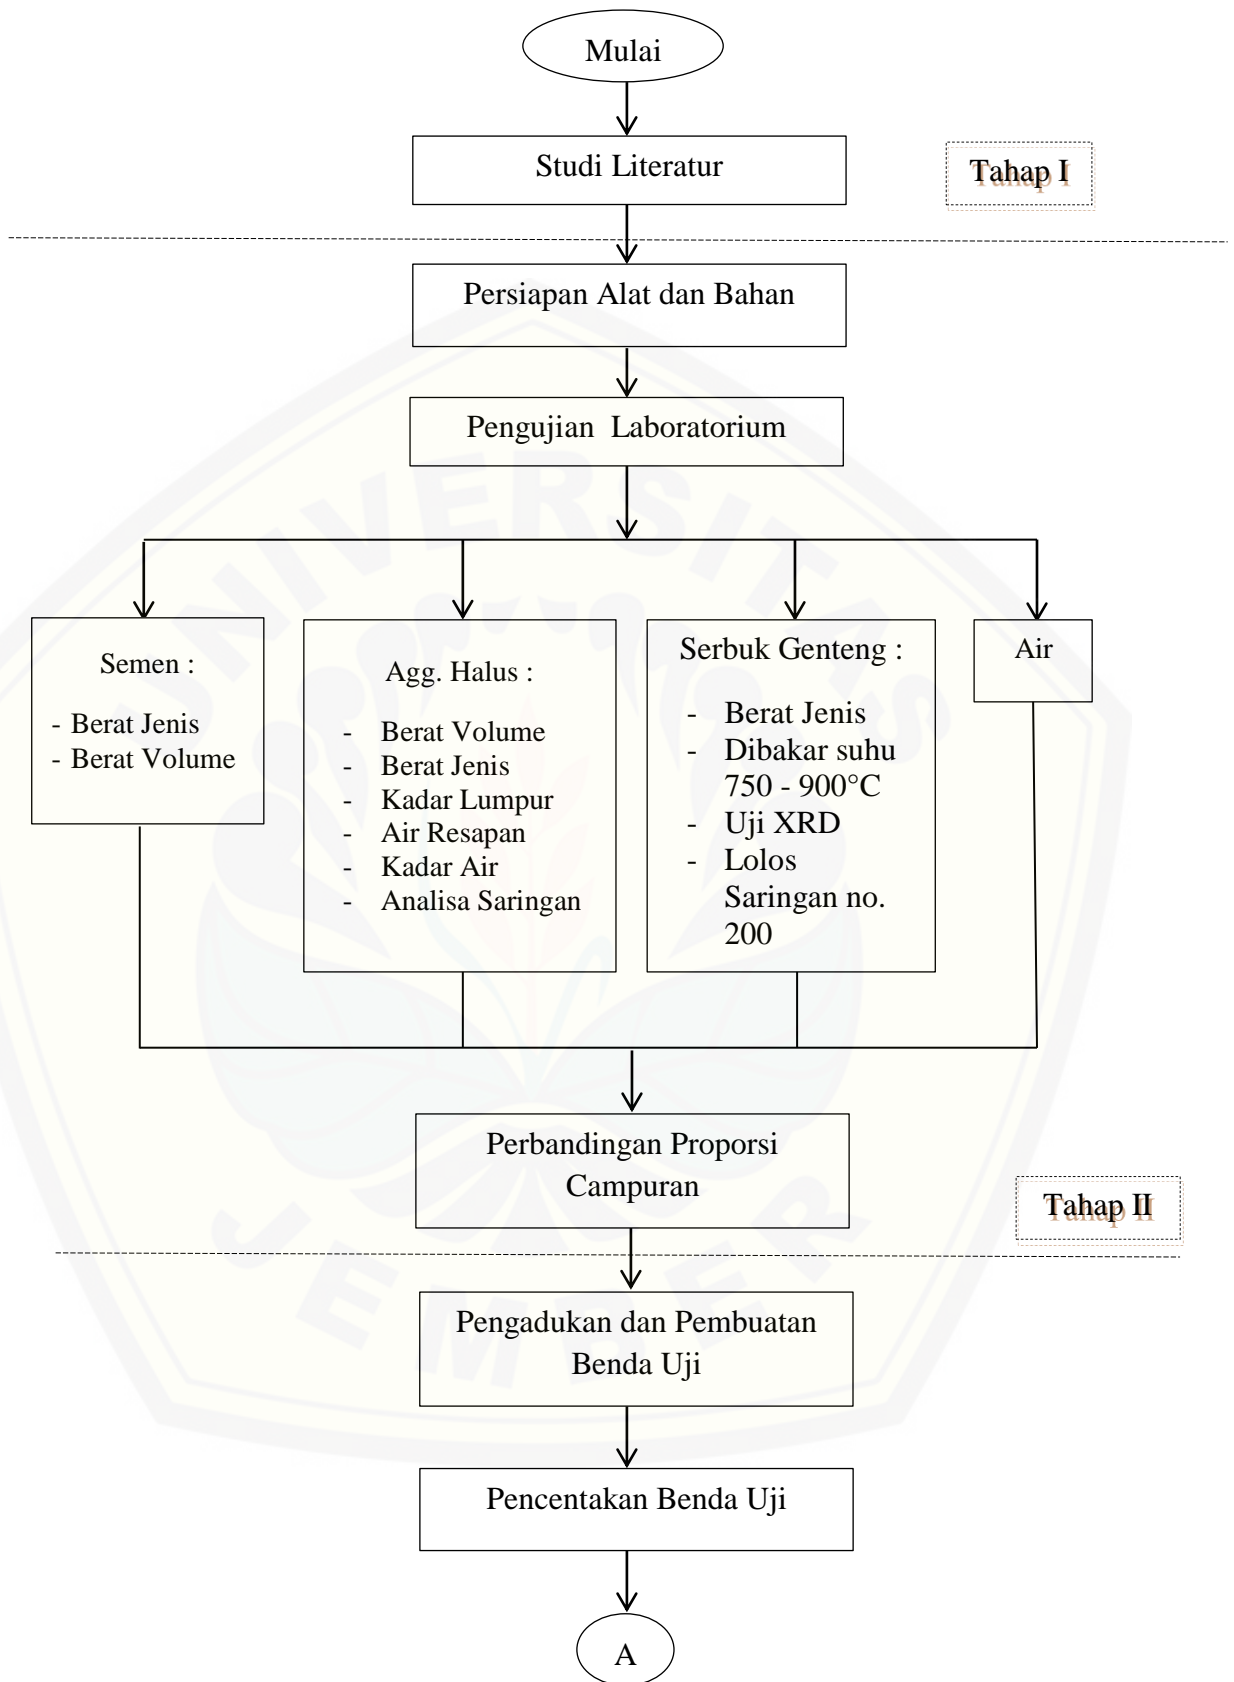 Mulai
Studi Literatur
Tahap I
Persiapan Alat dan Bahan
Pengujian Laboratorium
Semen :
- Berat Jenis
- Berat Volume
Agg. Halus :
- Berat Volume
- Berat Jenis
- Kadar Lumpur
- Air Resapan
- Kadar Air
- Analisa Saringan
Serbuk Genteng :
- Berat Jenis
- Dibakar suhu
750 - 900°C
- Uji XRD
- Lolos
Saringan no.
200
Air
Perbandingan Proporsi
Campuran
Tahap II
Pengadukan dan Pembuatan
Benda Uji
Pencentakan Benda Uji
A
UNIVERSITAS
JEMBER